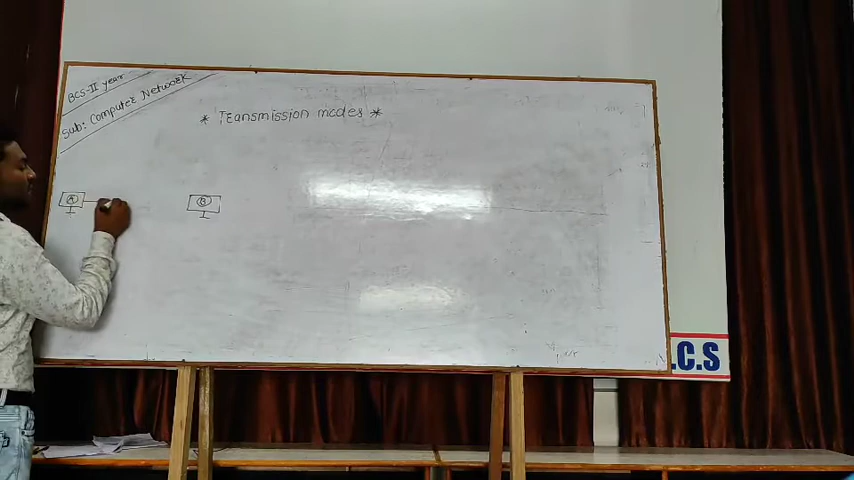 BCS-II year
Sub: Computer Network
* Transmission modes *
A
B
.C.S